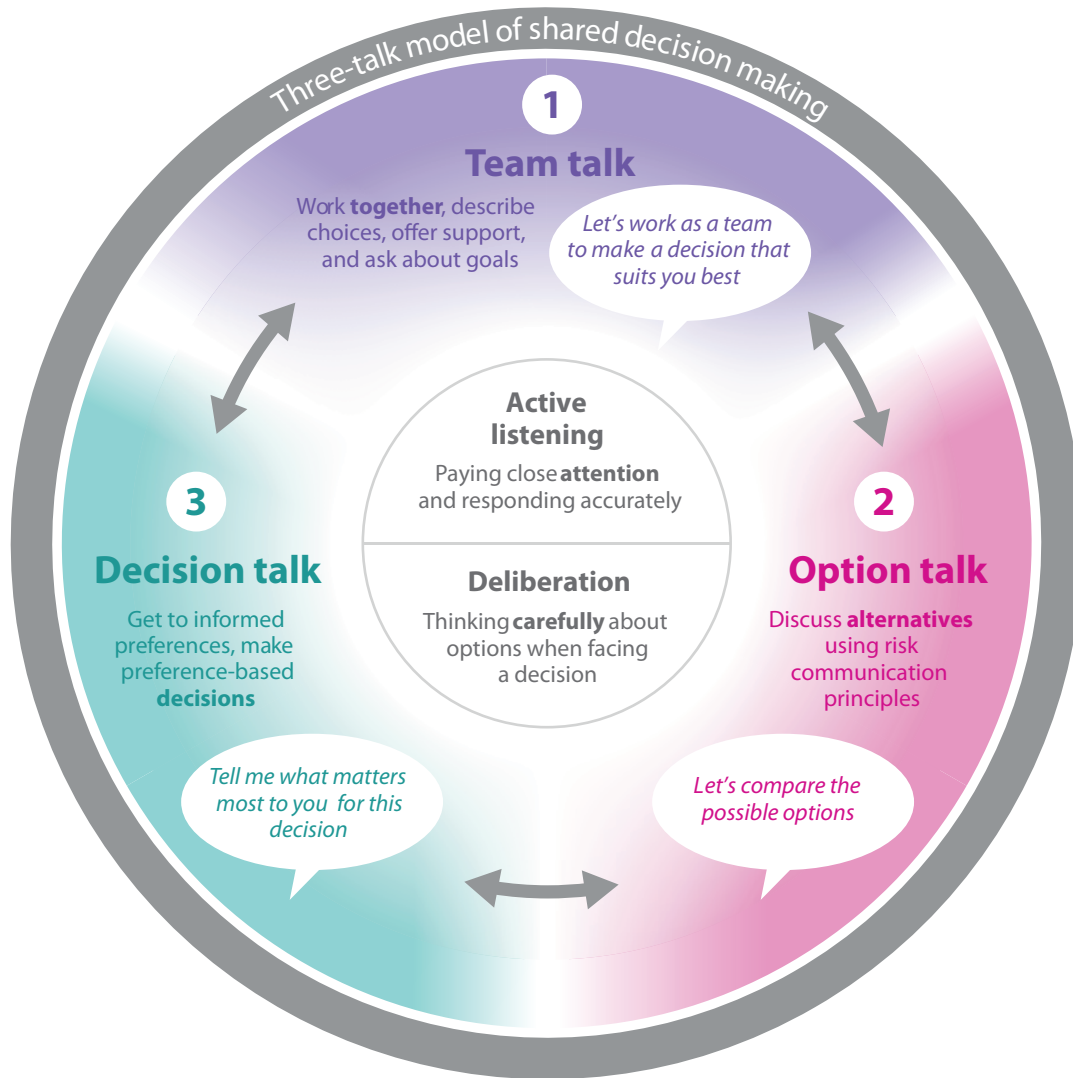 Three-talk model of shared decision making
1
Team talk
Work together, describe
choices, offer support,
and ask about goals
Let's work as a team
to make a decision that
suits you best
Active
listening
Paying close attention
and responding accurately
Deliberation
Thinking carefully about
options when facing
a decision
2
Option talk
Discuss alternatives
using risk
communication
principles
Let's compare the
possible options
3
Decision talk
Get to informed
preferences, make
preference-based
decisions
Tell me what matters
most to you for this
decision